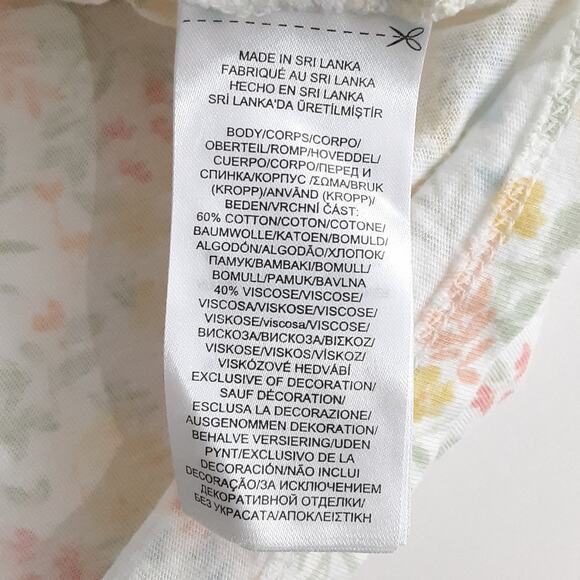 MADE IN SRI LANKA
FABRIQUÉ AU SRI LANKA
HECHO EN SRI LANKA
SRİ LANKA'DA ÜRETİLMİŞTİR
BODY/CORPS/CORPO/
OBERTEIL/ROMP/HOVEDDEL/
CUERPO/CORPO/ПЕРЕД И
СПИНКА/КОРПУС /ΣΩΜΑ/BRUK
(KROPP)/ANVÄND (KROPP)/
BEDEN/VRCHNÍ ČÁST:
60% COTTON/COTON/COTONE/
BAUMWOLLE/KATOEN/BOMULD/
ALGODÓN/ALGODÃO/ХЛОПОК/
ПАМУК/ΒΑΜΒΑΚΙ/BOMULL/
BOMULL/PAMUK/BAVLNA
40% VISCOSE/VISCOSE/
VISCOSA/VISKOSE/VISCOSE/
VISKOSE/viscosa/VISCOSE/
ВИСКОЗА/ВИСКОЗА/ΒΙΣΚΟΖ/
VISKOSE/VISKOS/VİSKOZ/
VISKÓZOVÉ HEDVÁBÍ
EXCLUSIVE OF DECORATION/
SAUF DÉCORATION/
ESCLUSA LA DECORAZIONE/
AUSGENOMMEN DEKORATION/
BEHALVE VERSIERING/UDEN
PYNT/EXCLUSIVO DE LA
DECORACIÓN/NÃO INCLUI
DECORAÇÃO/ЗА ИСКЛЮЧЕНИЕМ
ДЕКОРАТИВНОЙ ОТДЕЛКИ/
БЕЗ УКРАСАТА/ΑΠΟΚΛΕΙΣΤΙΚΗ